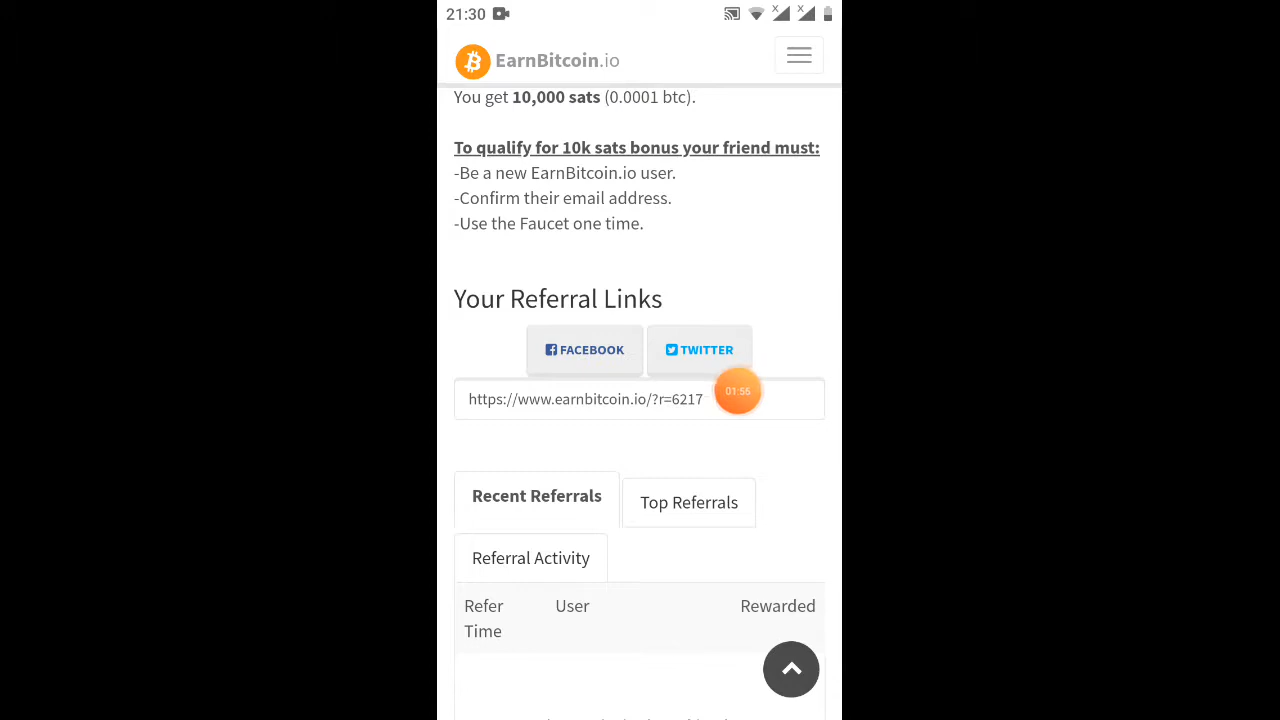 21:30
EarnBitcoin.io
You get 10,000 sats (0.0001 btc).
To qualify for 10k sats bonus your friend must:
-Be a new EarnBitcoin.io user.
-Confirm their email address.
-Use the Faucet one time.
Your Referral Links
FACEBOOK TWITTER
01:55
https://www.earnbitcoin.io/?r=6217
Recent Referrals
Top Referrals
Referral Activity
Refer Time User Rewarded